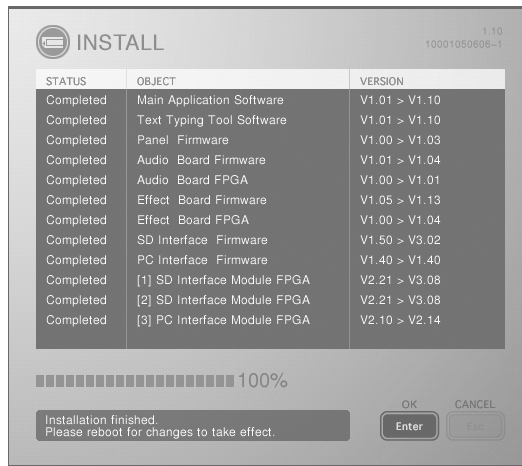 INSTALL
1.10
10001050606-1
STATUS OBJECT VERSION
Completed Main Application Software V1.01 > V1.10
Completed Text Typing Tool Software V1.01 > V1.10
Completed Panel Firmware V1.00 > V1.03
Completed Audio Board Firmware V1.01 > V1.04
Completed Audio Board FPGA V1.00 > V1.01
Completed Effect Board Firmware V1.05 > V1.13
Completed Effect Board FPGA V1.00 > V1.04
Completed SD Interface Firmware V1.50 > V3.02
Completed PC Interface Firmware V1.40 > V1.40
Completed [1] SD Interface Module FPGA V2.21 > V3.08
Completed [2] SD Interface Module FPGA V2.21 > V3.08
Completed [3] PC Interface Module FPGA V2.10 > V2.14
100%
Installation finished.
Please reboot for changes to take effect.
OK CANCEL
Enter Esc